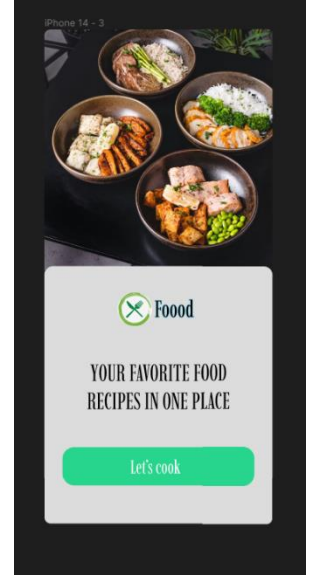 iPhone 14 - 3
Foood
YOUR FAVORITE FOOD
RECIPES IN ONE PLACE
Let's cook